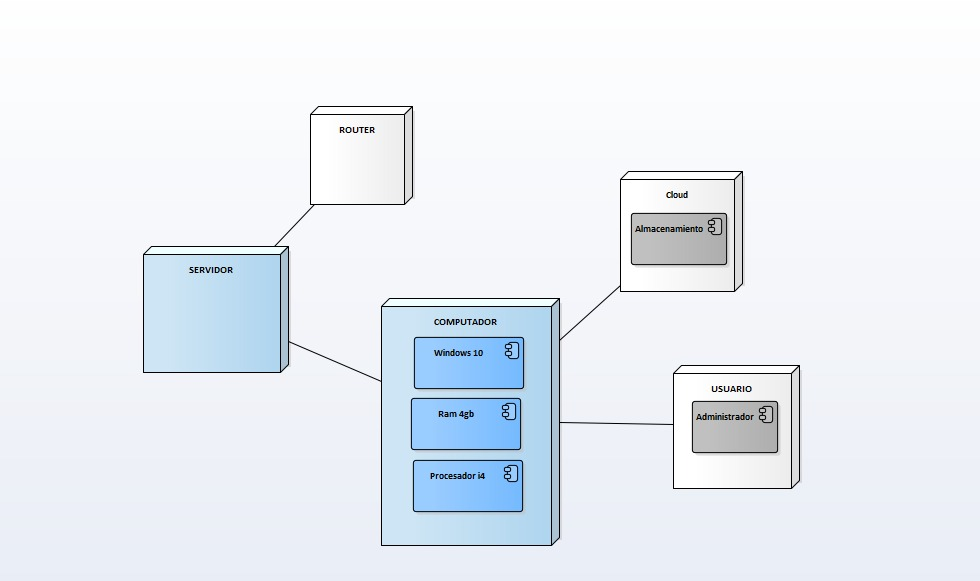 ROUTER
Cloud
Almacenamiento
SERVIDOR
COMPUTADOR
Windows 10
Ram 4gb
Procesador i4
USUARIO
Administrador